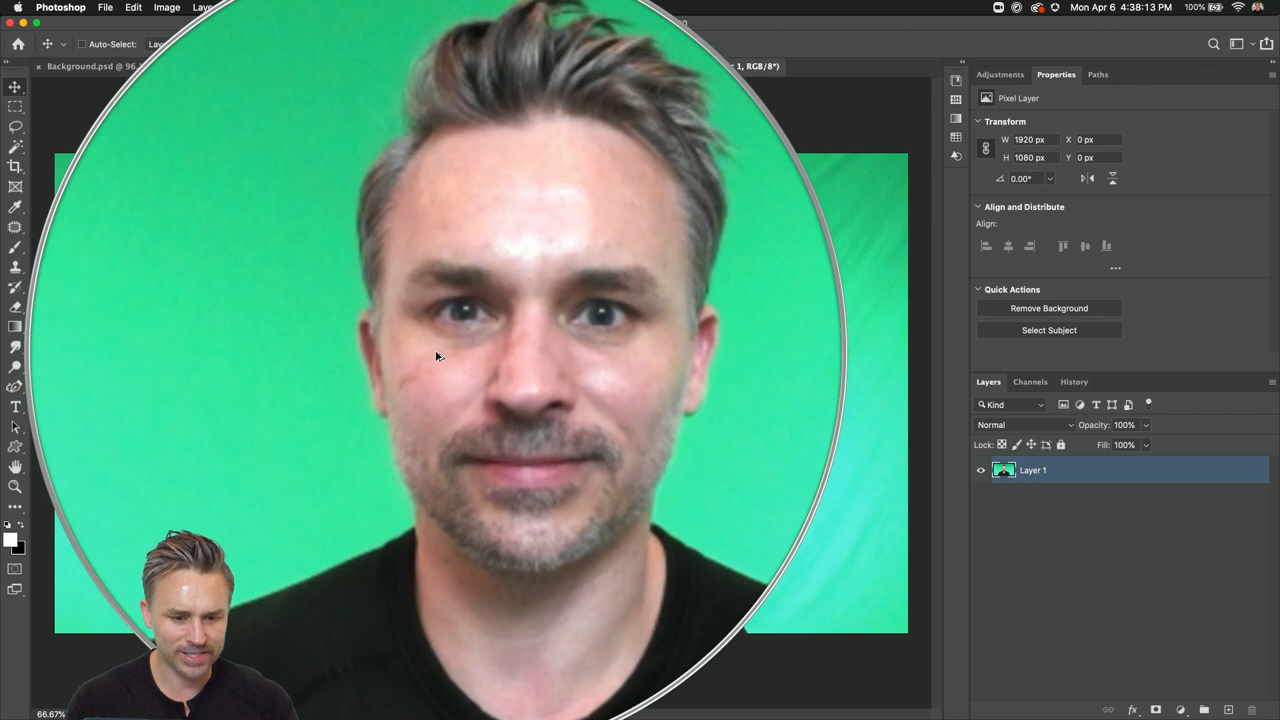 Photoshop File Edit Image Lay Mon Apr 6 4:38:13 PM 100%
Auto-Select: Lay
Background.psd @ 96. 1, RGB/8*)
Adjustments Properties Paths
Pixel Layer
Transform
W 1920 px X 0 px
H 1080 px Y 0 px
0.00°
Align and Distribute
Align:
Quick Actions
Remove Background
Select Subject
Layers Channels History
Kind
Normal Opacity: 100%
Lock: Fill: 100%
Layer 1
fx
66.67%